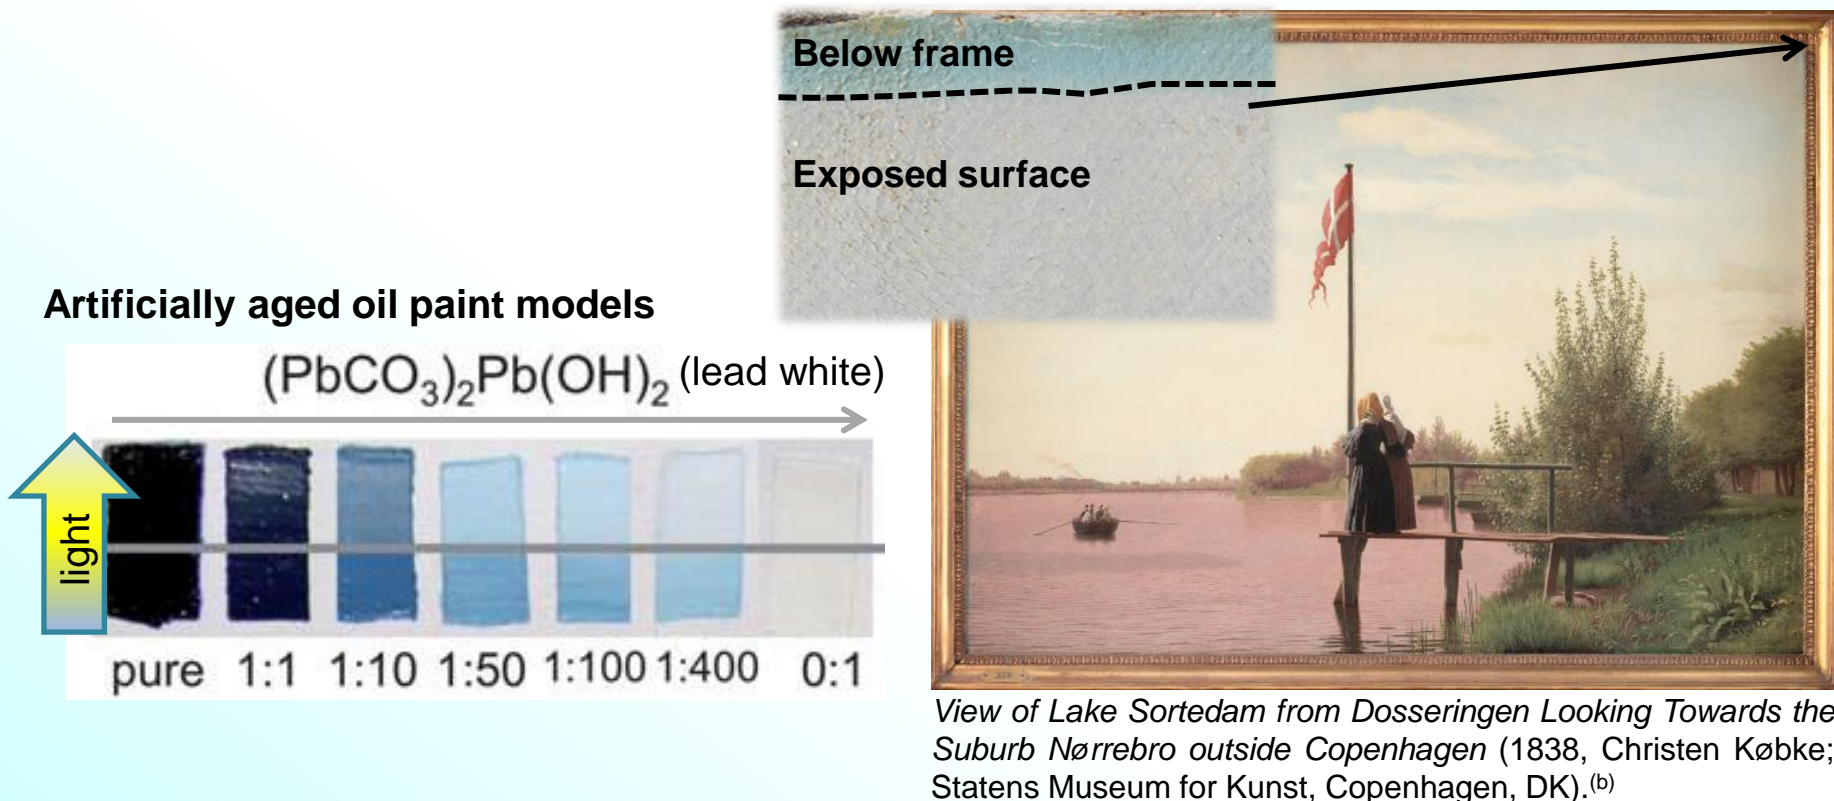 Below frame
Exposed surface
Artificially aged oil paint models
(PbCO₃)₂Pb(OH)₂ (lead white)
light
pure 1:1 1:10 1:50 1:100 1:400 0:1
View of Lake Sortedam from Dosseringen Looking Towards the
Suburb Nørrebro outside Copenhagen (1838, Christen Købke;
Statens Museum for Kunst, Copenhagen, DK).(b)